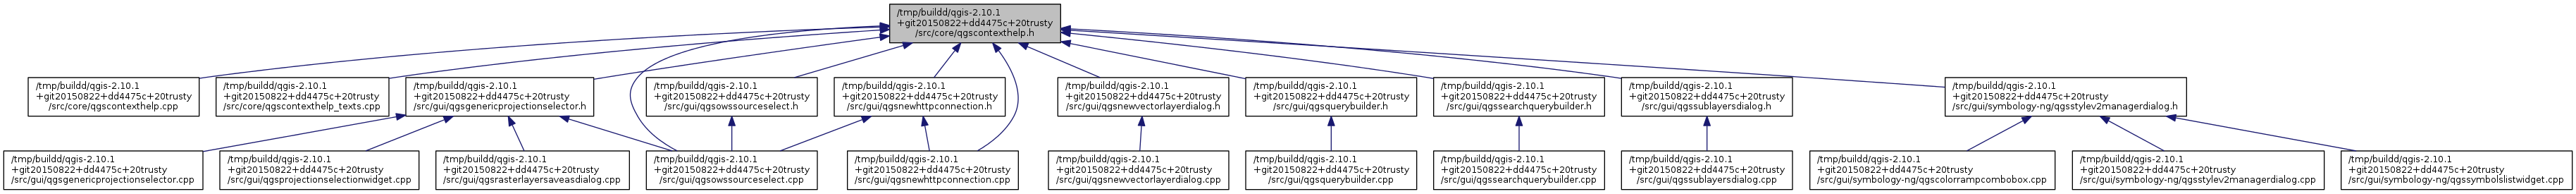 /tmp/buildd/qgis-2.10.1
+git20150822+dd4475c+20trusty
/src/core/qgscontexthelp.h
/tmp/buildd/qgis-2.10.1
+git20150822+dd4475c+20trusty
/src/core/qgscontexthelp.cpp
/tmp/buildd/qgis-2.10.1
+git20150822+dd4475c+20trusty
/src/core/qgscontexthelp_texts.cpp
/tmp/buildd/qgis-2.10.1
+git20150822+dd4475c+20trusty
/src/gui/qgsgenericprojectionselector.h
/tmp/buildd/qgis-2.10.1
+git20150822+dd4475c+20trusty
/src/gui/qgsowssourceselect.h
/tmp/buildd/qgis-2.10.1
+git20150822+dd4475c+20trusty
/src/gui/qgsnewhttpconnection.h
/tmp/buildd/qgis-2.10.1
+git20150822+dd4475c+20trusty
/src/gui/qgsnewvectorlayerdialog.h
/tmp/buildd/qgis-2.10.1
+git20150822+dd4475c+20trusty
/src/gui/qgsquerybuilder.h
/tmp/buildd/qgis-2.10.1
+git20150822+dd4475c+20trusty
/src/gui/qgssearchquerybuilder.h
/tmp/buildd/qgis-2.10.1
+git20150822+dd4475c+20trusty
/src/gui/qgssublayersdialog.h
/tmp/buildd/qgis-2.10.1
+git20150822+dd4475c+20trusty
/src/gui/symbology-ng/qgsstylev2managerdialog.h
/tmp/buildd/qgis-2.10.1
+git20150822+dd4475c+20trusty
/src/gui/qgsgenericprojectionselector.cpp
/tmp/buildd/qgis-2.10.1
+git20150822+dd4475c+20trusty
/src/gui/qgsprojectionselectionwidget.cpp
/tmp/buildd/qgis-2.10.1
+git20150822+dd4475c+20trusty
/src/gui/qgsrasterlayersaveasdialog.cpp
/tmp/buildd/qgis-2.10.1
+git20150822+dd4475c+20trusty
/src/gui/qgsowssourceselect.cpp
/tmp/buildd/qgis-2.10.1
+git20150822+dd4475c+20trusty
/src/gui/qgsnewhttpconnection.cpp
/tmp/buildd/qgis-2.10.1
+git20150822+dd4475c+20trusty
/src/gui/qgsnewvectorlayerdialog.cpp
/tmp/buildd/qgis-2.10.1
+git20150822+dd4475c+20trusty
/src/gui/qgsquerybuilder.cpp
/tmp/buildd/qgis-2.10.1
+git20150822+dd4475c+20trusty
/src/gui/qgssearchquerybuilder.cpp
/tmp/buildd/qgis-2.10.1
+git20150822+dd4475c+20trusty
/src/gui/qgssublayersdialog.cpp
/tmp/buildd/qgis-2.10.1
+git20150822+dd4475c+20trusty
/src/gui/symbology-ng/qgscolorrampcombobox.cpp
/tmp/buildd/qgis-2.10.1
+git20150822+dd4475c+20trusty
/src/gui/symbology-ng/qgsstylev2managerdialog.cpp
/tmp/buildd/qgis-2.10.1
+git20150822+dd4475c+20trusty
/src/gui/symbology-ng/qgssymbolslistwidget.cpp